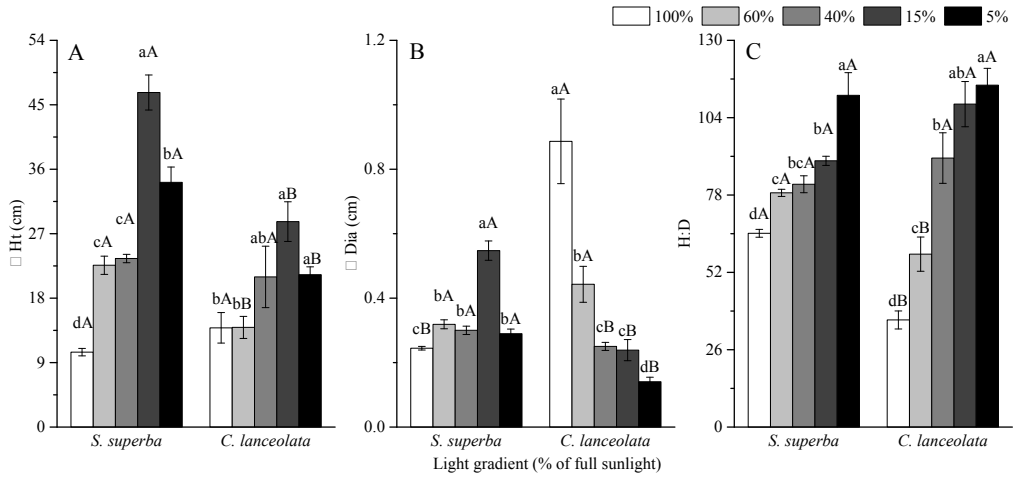 100% 60% 40% 15% 5%
A
□ Ht (cm)
54
45
36
27
18
9
0
dA cA cA aA bA
bA bB abA aB aB
S. superba C. lanceolata
B
□ Dia (cm)
1.2
0.8
0.4
0.0
cB bA bA aA bA
aA bA cB cB dB
S. superba C. lanceolata
C
H:D
130
104
78
52
26
0
dA cA bcA bA aA
dB cB bA abA aA
S. superba C. lanceolata
Light gradient (% of full sunlight)